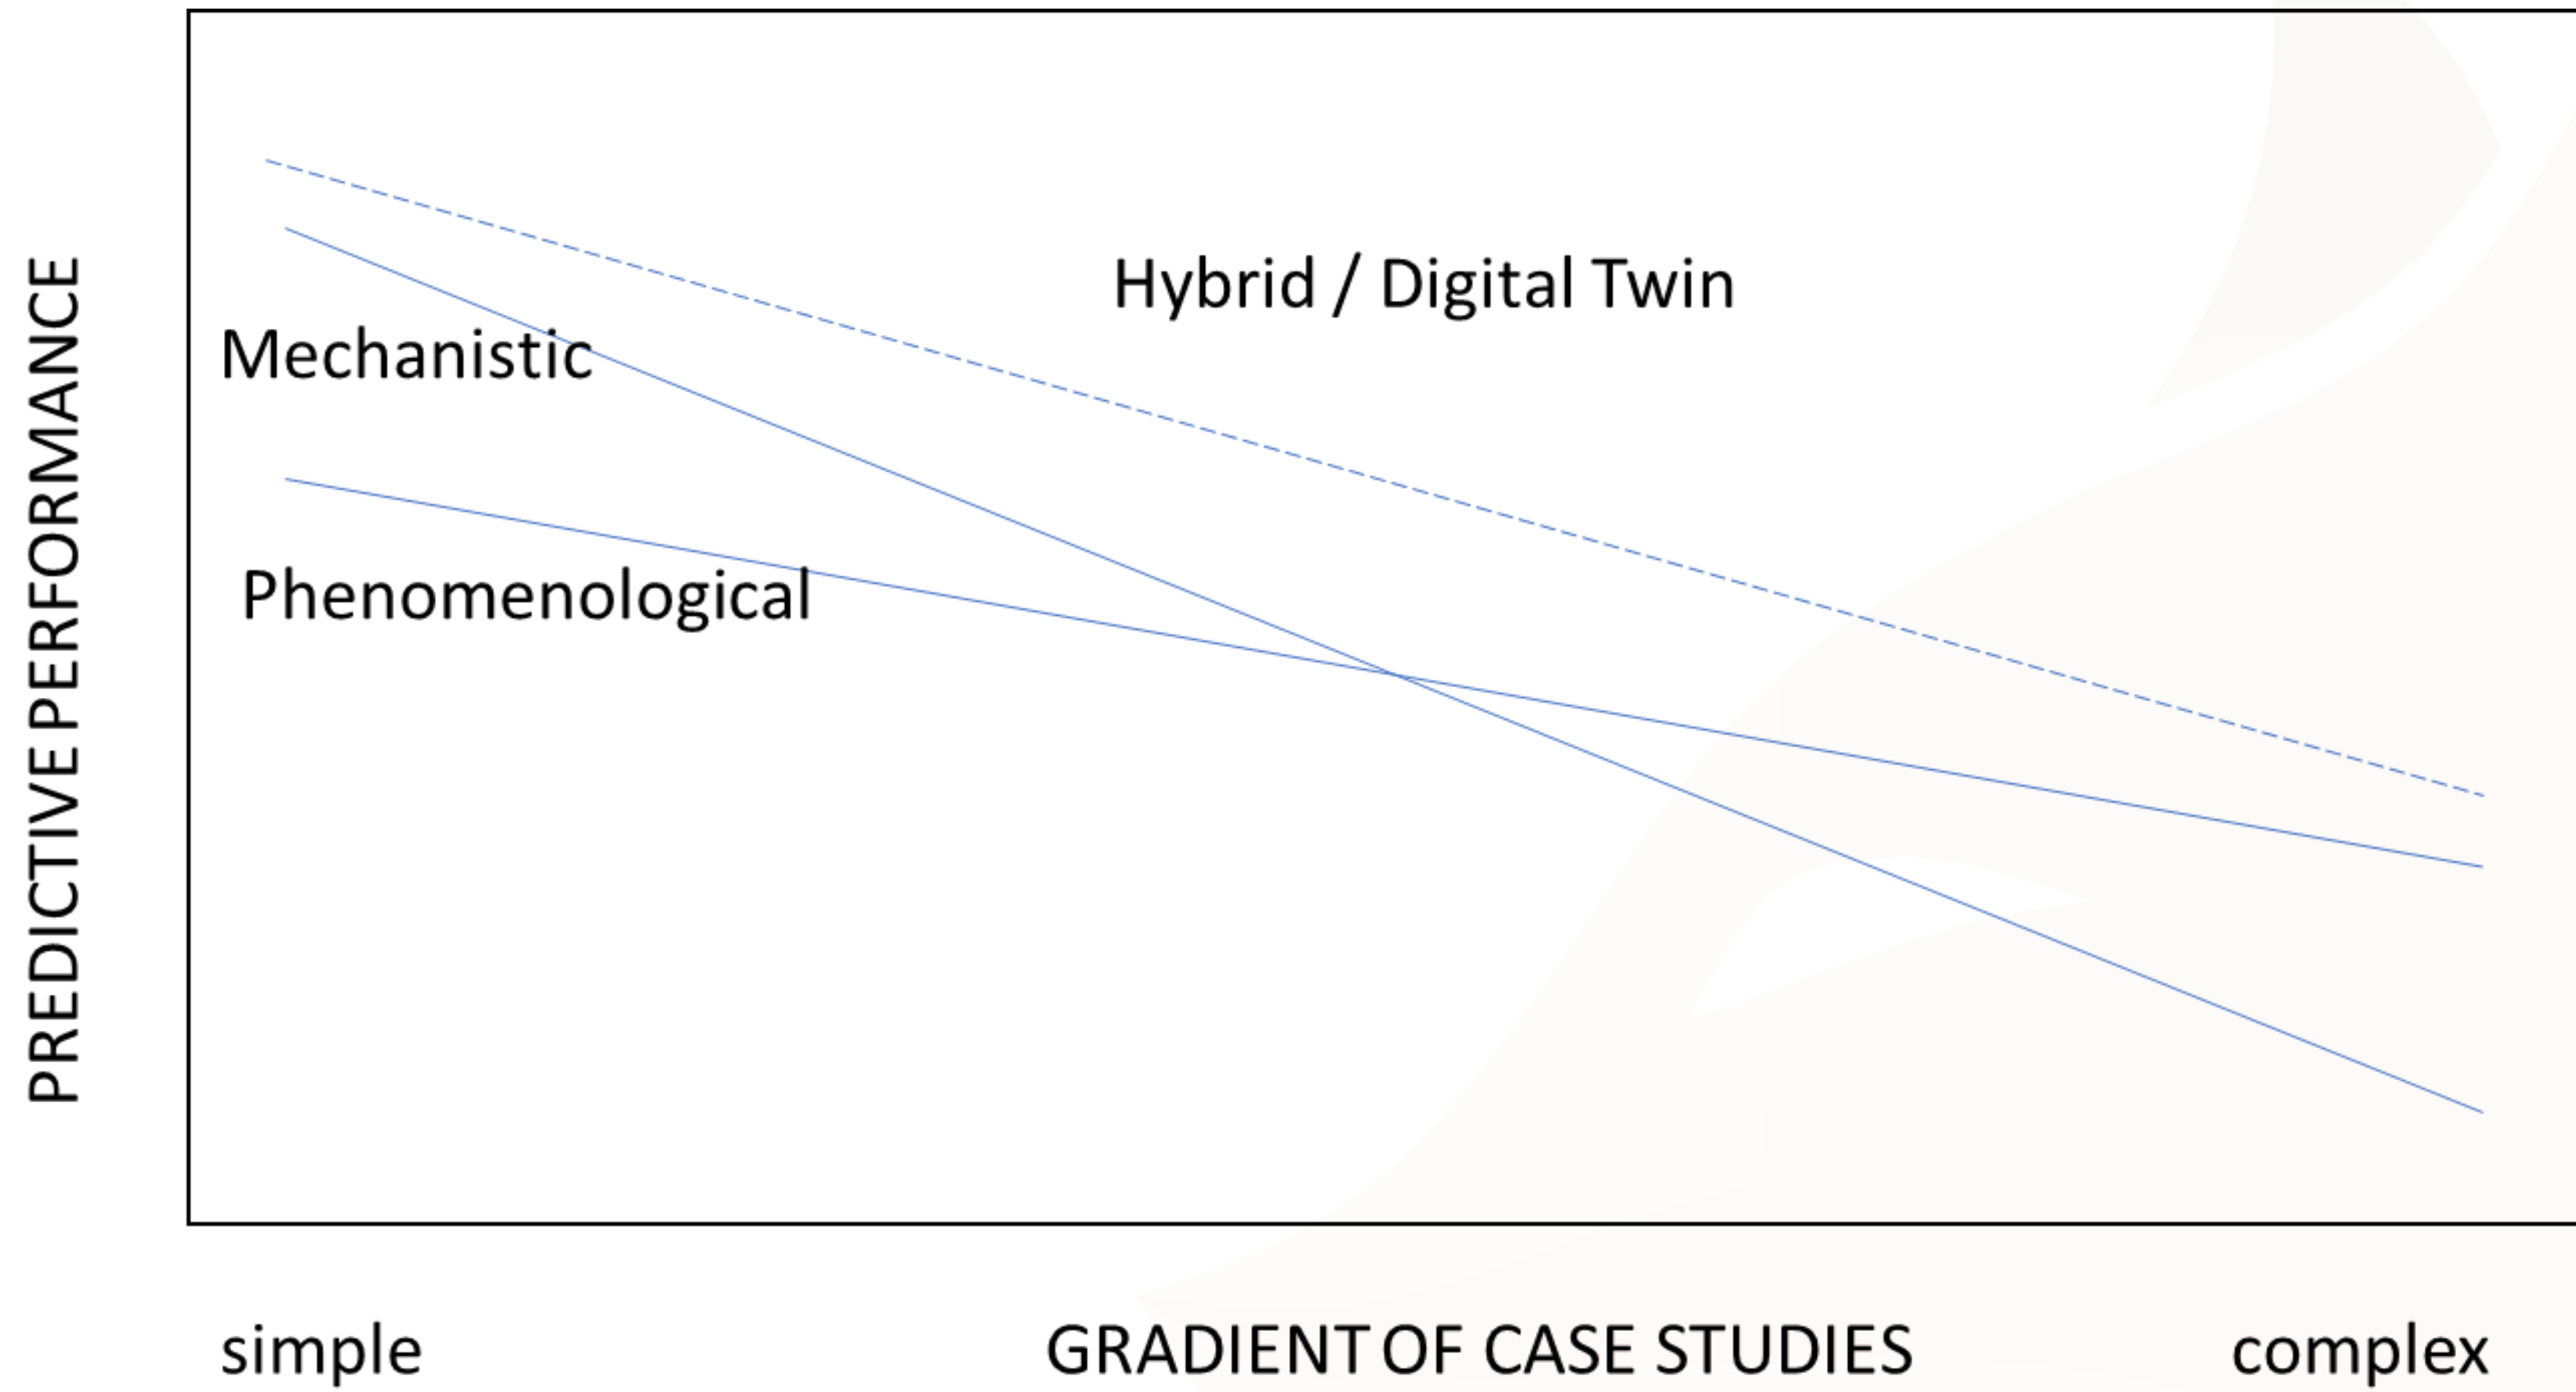 PREDICTIVE PERFORMANCE
Hybrid / Digital Twin
Mechanistic
Phenomenological
simple
GRADIENT OF CASE STUDIES
complex